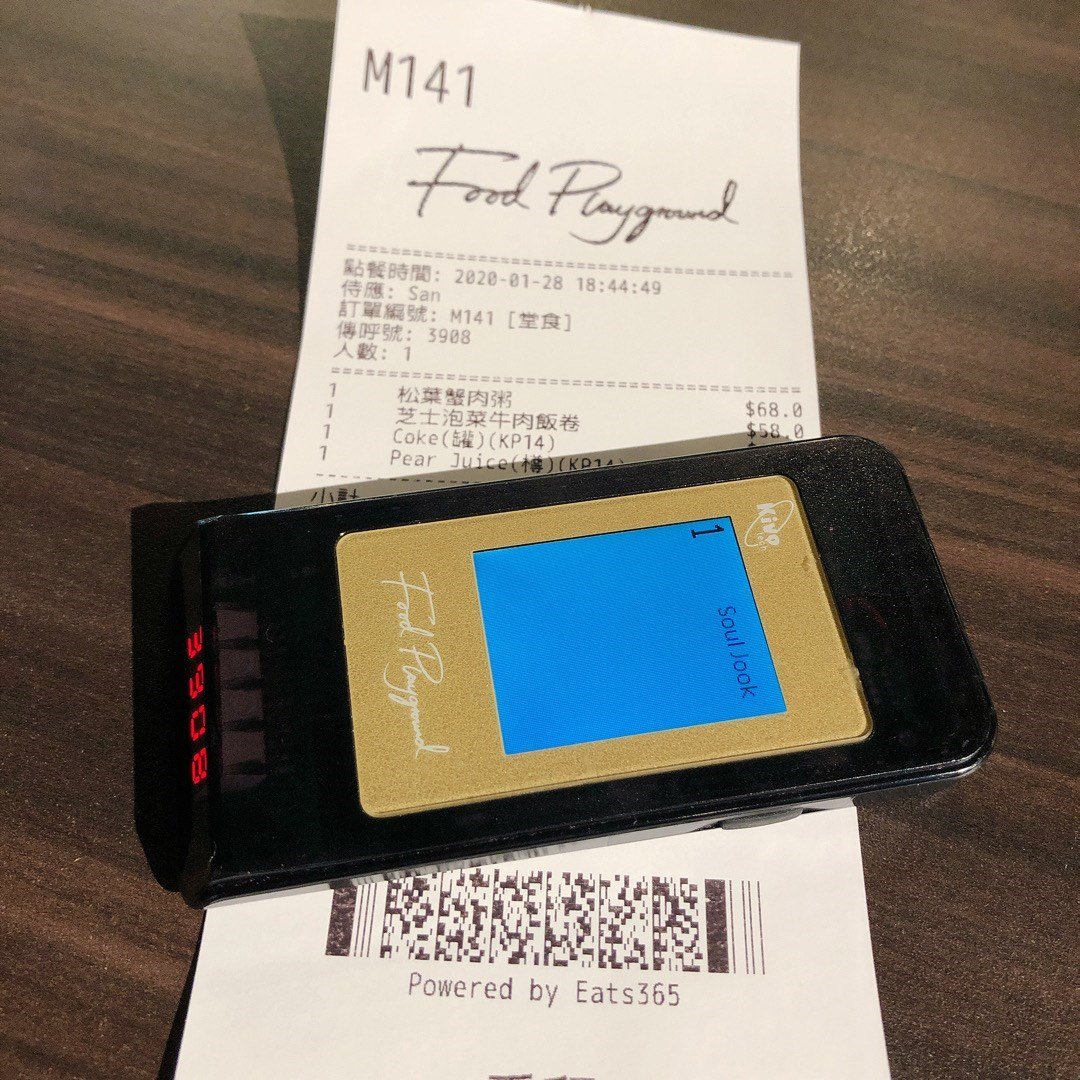 M141
Food Playground
點餐時間: 2020-01-28 18:44:49
侍應: San
訂單編號: M141 [堂食]
傳呼號: 3908
人數: 1
1 松葉蟹肉粥 $68.0
1 芝士泡菜牛肉飯卷 $58.0
1 Coke(罐)(KP14)
1 Pear Juice(樽)(KP14)
小計
King
1 Soul Jook
Food Playground
3908
Powered by Eats365